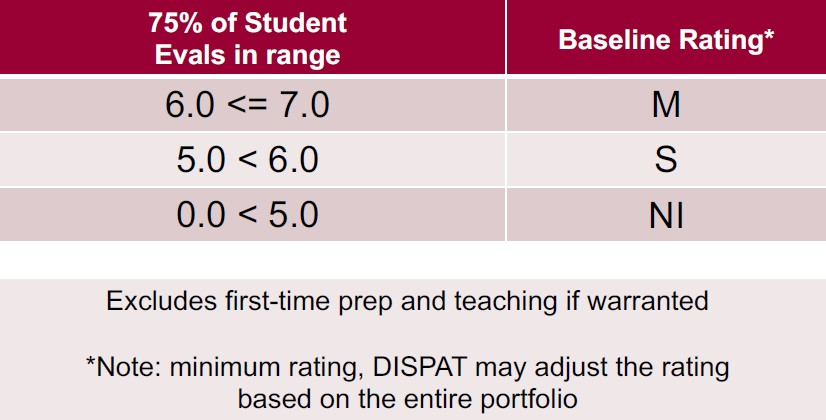 75% of Student
Evals in range
Baseline Rating*
6.0 <= 7.0
M
5.0 < 6.0
S
0.0 < 5.0
NI
Excludes first-time prep and teaching if warranted
*Note: minimum rating, DISPAT may adjust the rating
based on the entire portfolio